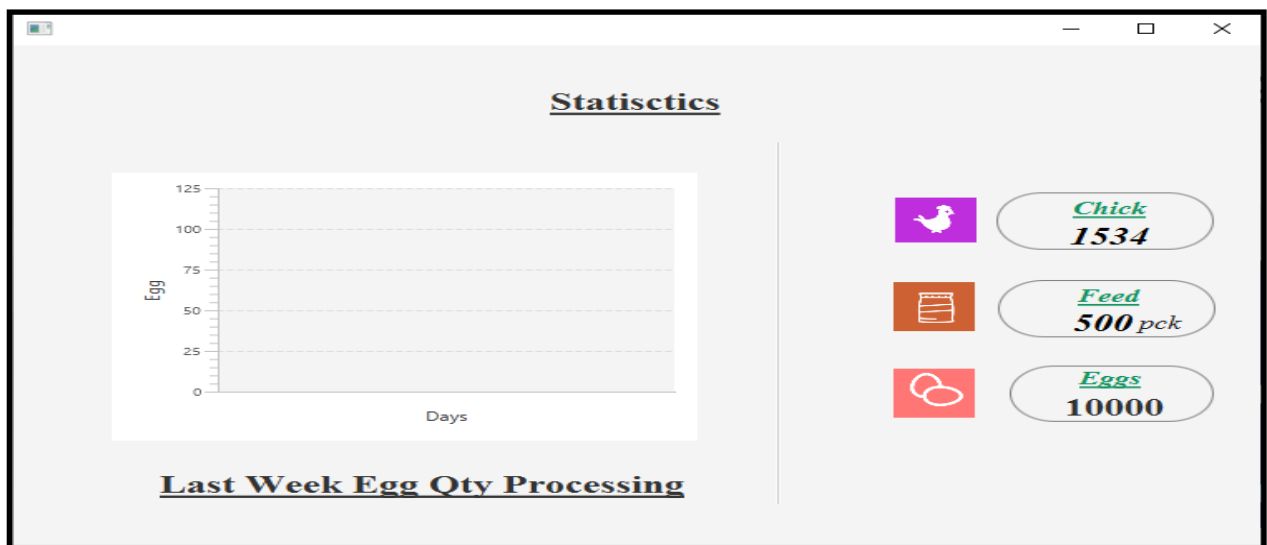 Statisctics
125
100
75
50
25
0
Egg
Days
Last Week Egg Qty Processing
Chick
1534
Feed
500 pck
Eggs
10000